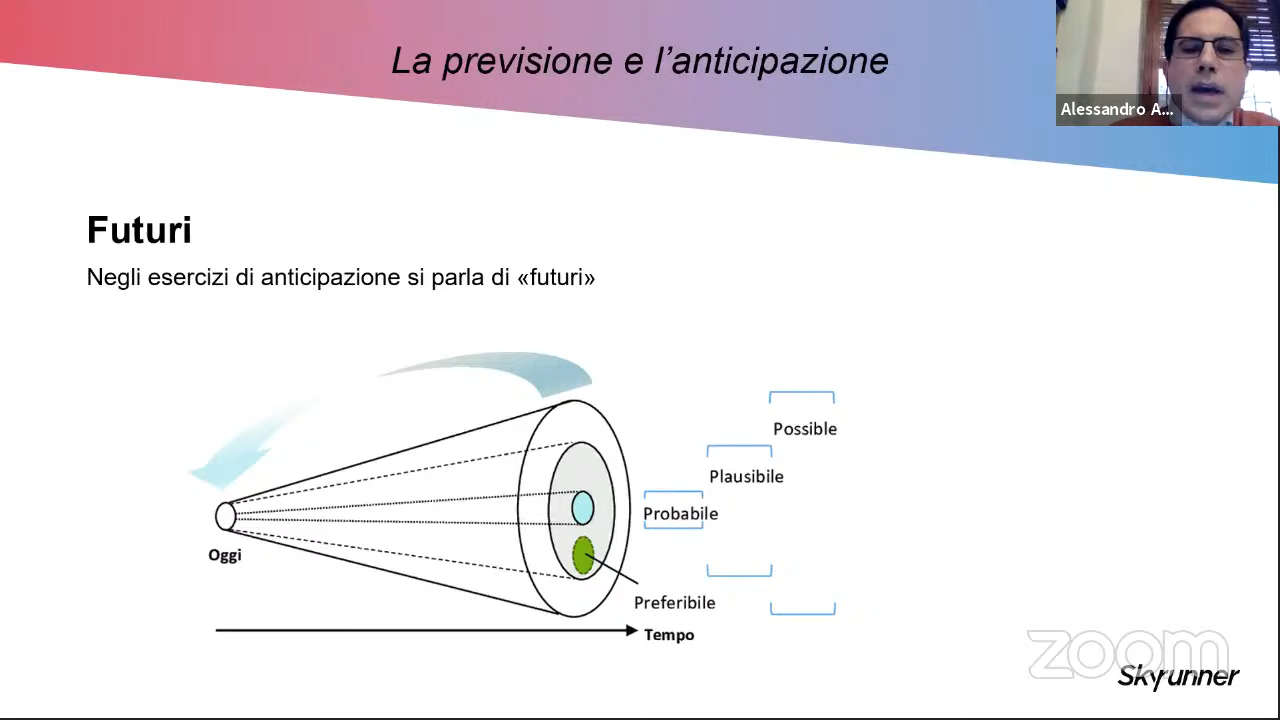 La previsione e l'anticipazione
Alessandro A...
Futuri
Negli esercizi di anticipazione si parla di «futuri»
Possible
Plausibile
Probabile
Oggi
Preferibile
Tempo
zoom
Skyrunner